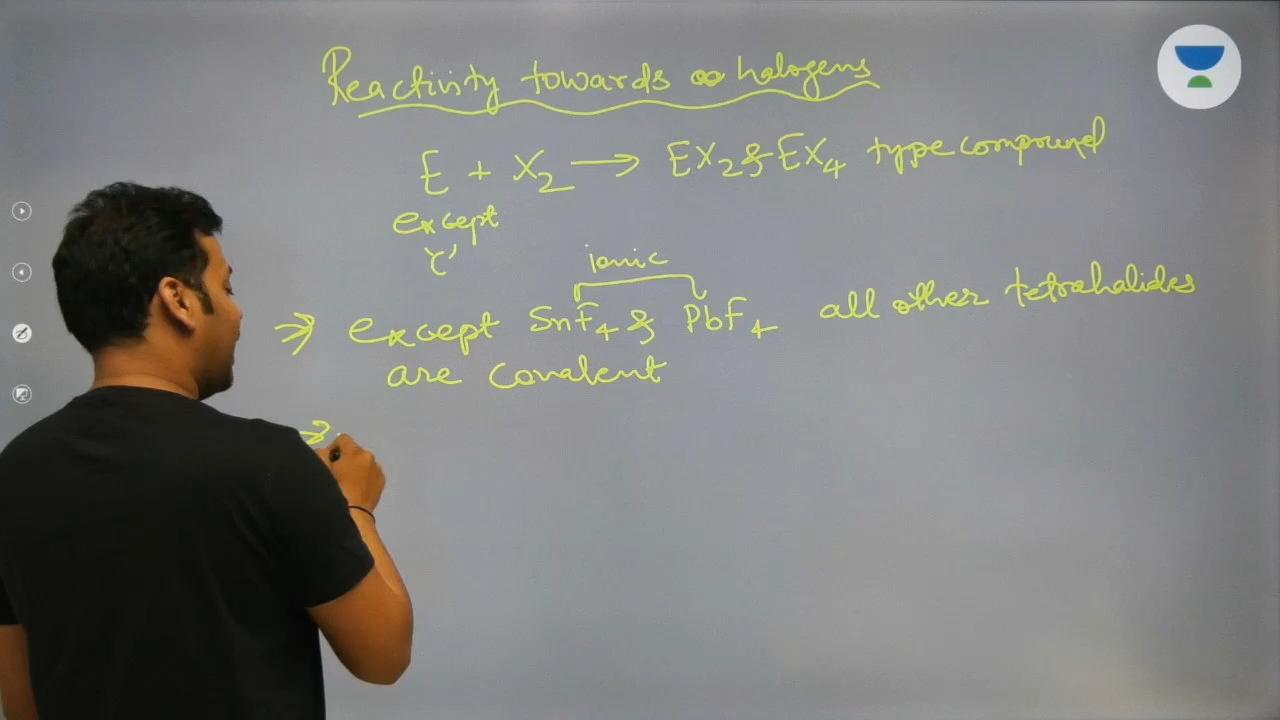 Reactivity towards halogens
E + X₂ → EX₂ & EX₄ type compound
except
'C'
ionic
⇒ except SnF₄ & PbF₄ all other tetrahalides
are covalent
⇒